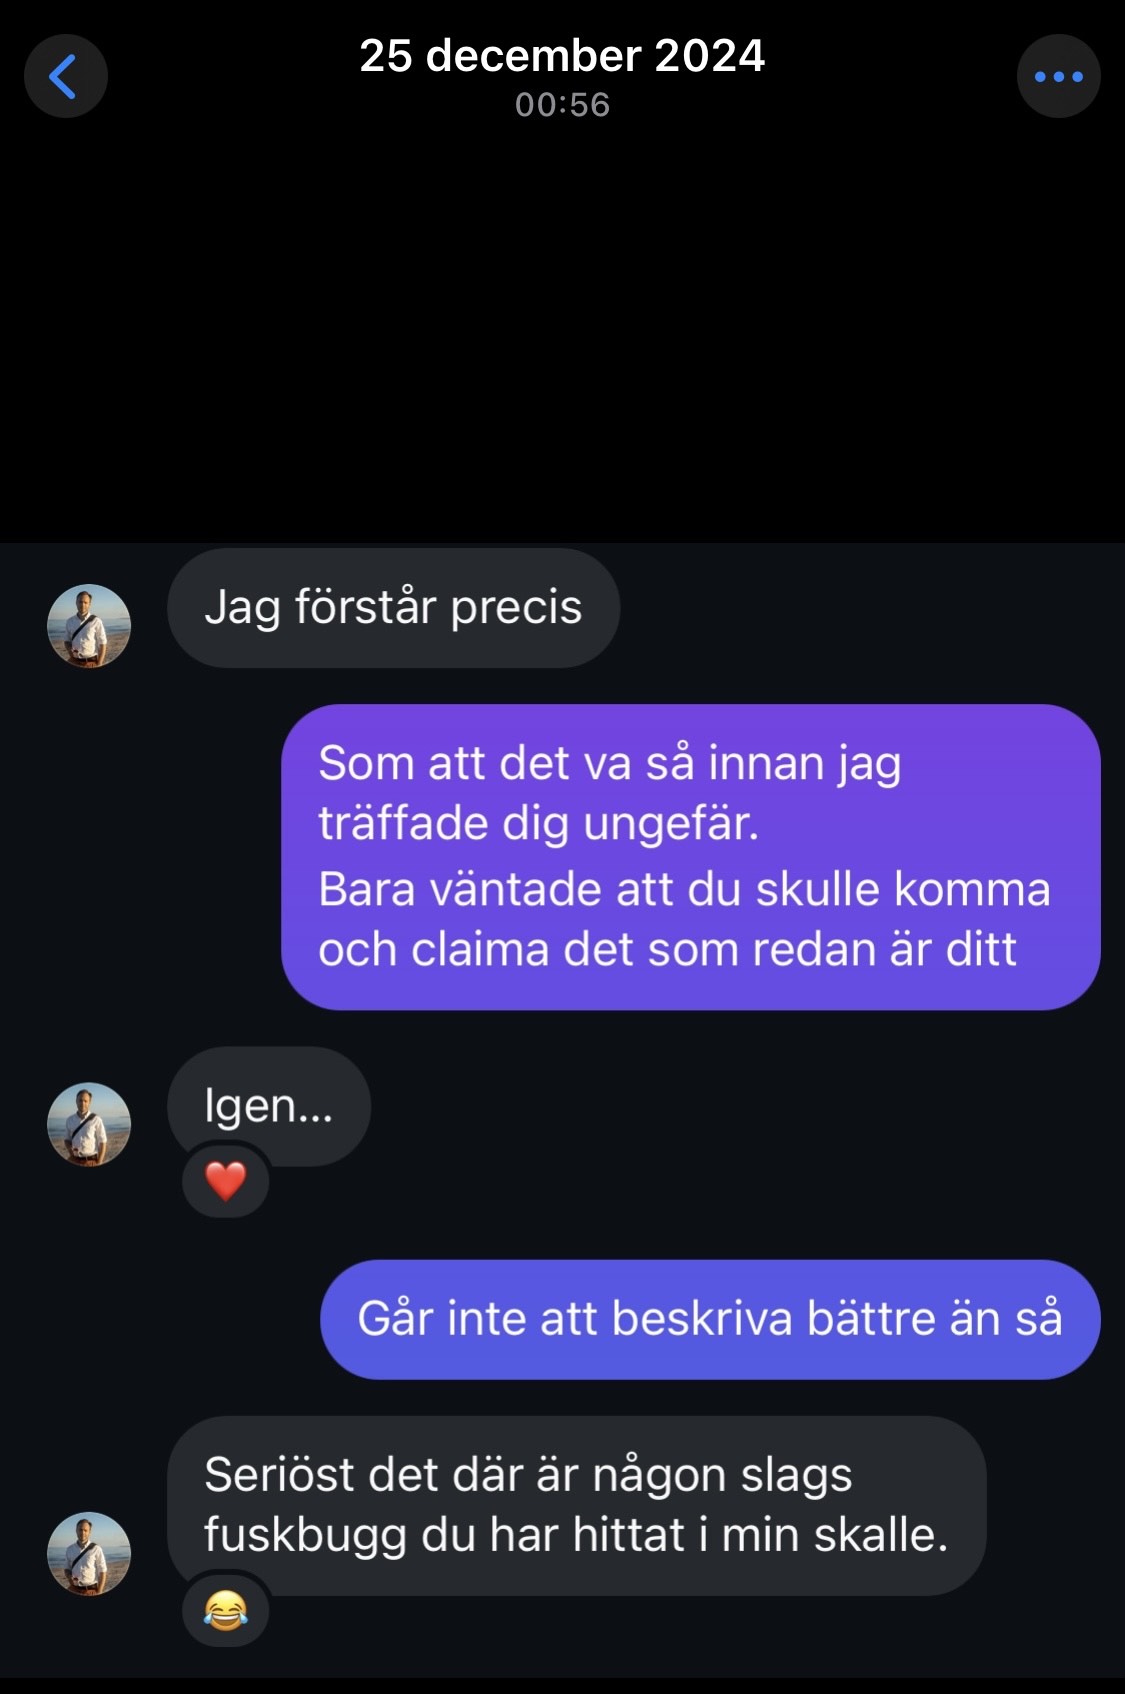 25 december 2024
00:56
Jag förstår precis
Som att det va så innan jag
träffade dig ungefär.
Bara väntade att du skulle komma
och claima det som redan är ditt
Igen...
❤️
Går inte att beskriva bättre än så
Seriöst det där är någon slags
fuskbugg du har hittat i min skalle.
😂